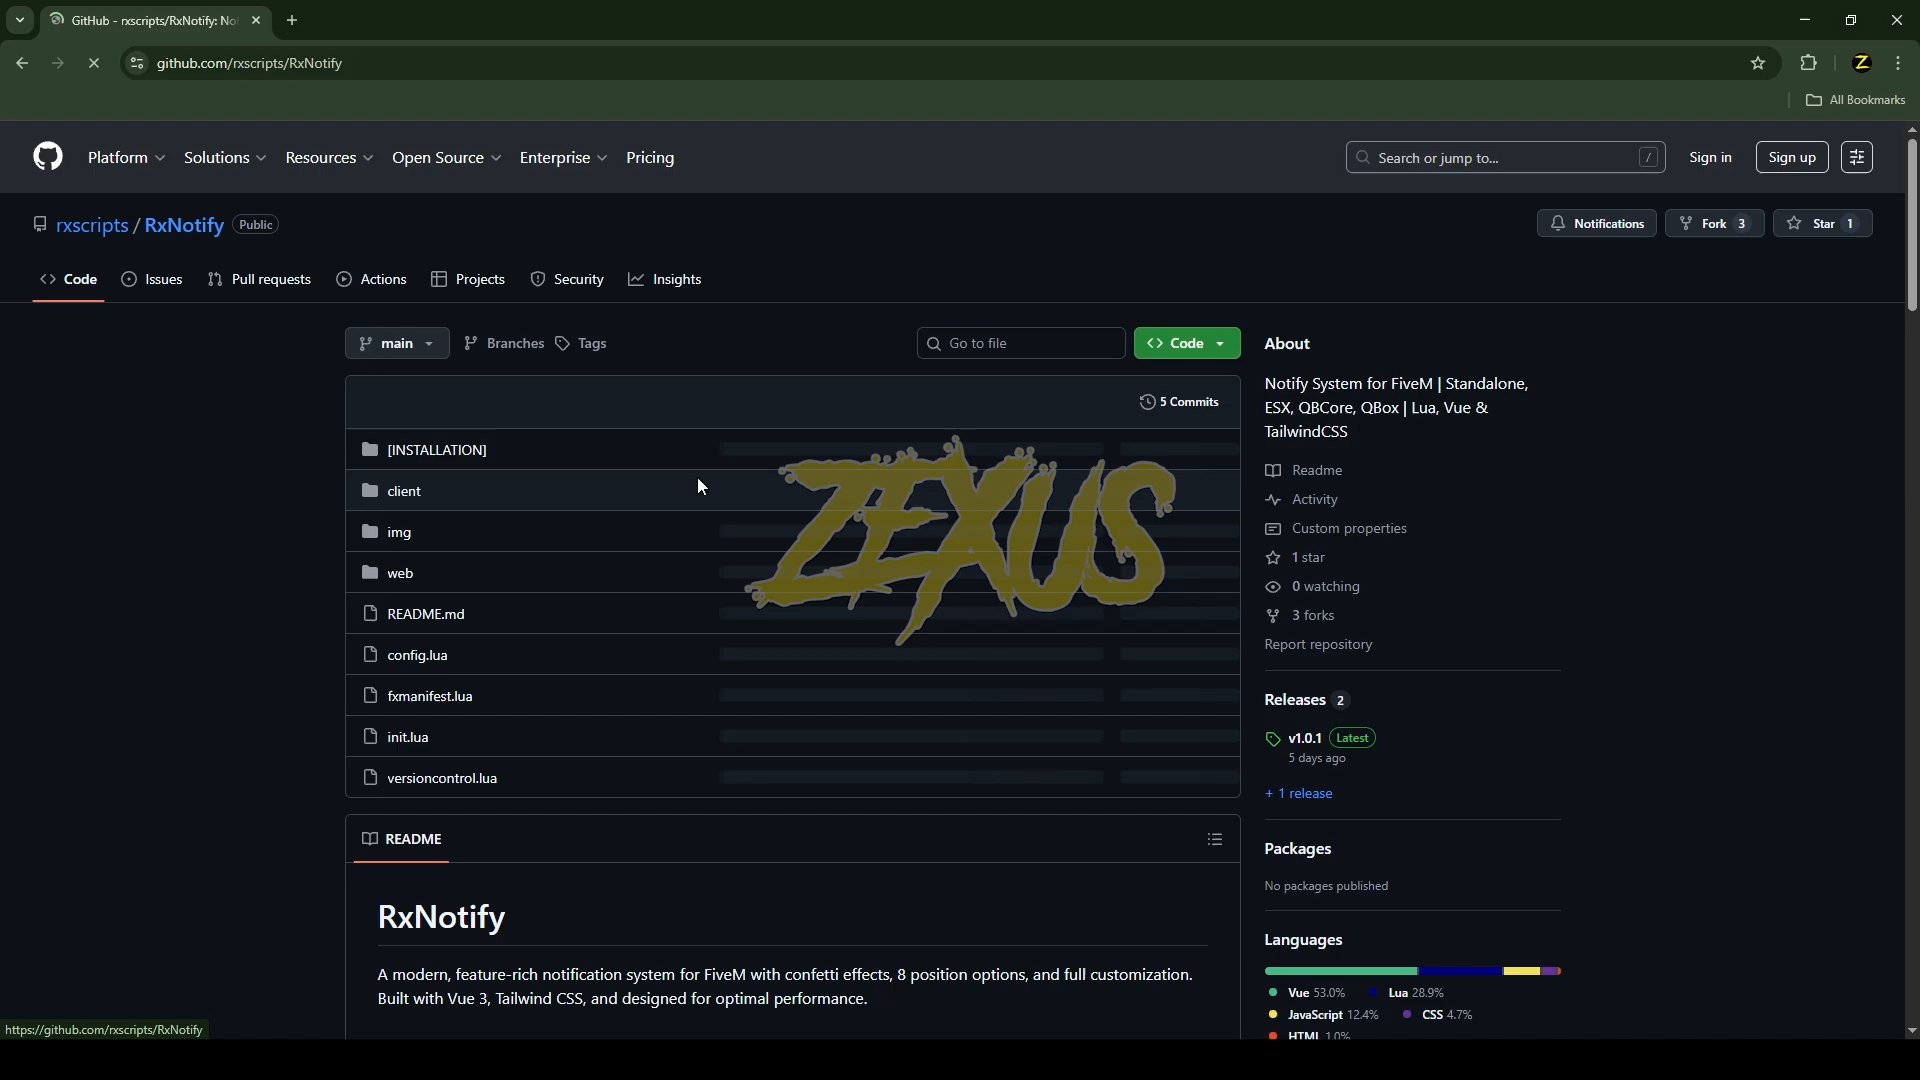 GitHub - rxscripts/RxNotify: No
github.com/rxscripts/RxNotify
Z
All Bookmarks
Platform
Solutions
Resources
Open Source
Enterprise
Pricing
Search or jump to...
/
Sign in
Sign up
rxscripts / RxNotify
Public
Notifications
Fork 3
Star 1
Code
Issues
Pull requests
Actions
Projects
Security
Insights
main
Branches
Tags
Go to file
Code
5 Commits
[INSTALLATION]
client
img
web
README.md
config.lua
fxmanifest.lua
init.lua
versioncontrol.lua
ZEXUS
README
RxNotify
A modern, feature-rich notification system for FiveM with confetti effects, 8 position options, and full customization.
Built with Vue 3, Tailwind CSS, and designed for optimal performance.
About
Notify System for FiveM | Standalone,
ESX, QBCore, QBox | Lua, Vue &
TailwindCSS
Readme
Activity
Custom properties
1 star
0 watching
3 forks
Report repository
Releases 2
v1.0.1 Latest
5 days ago
+ 1 release
Packages
No packages published
Languages
Vue 53.0%
Lua 28.9%
JavaScript 12.4%
CSS 4.7%
HTML 1.0%
https://github.com/rxscripts/RxNotify